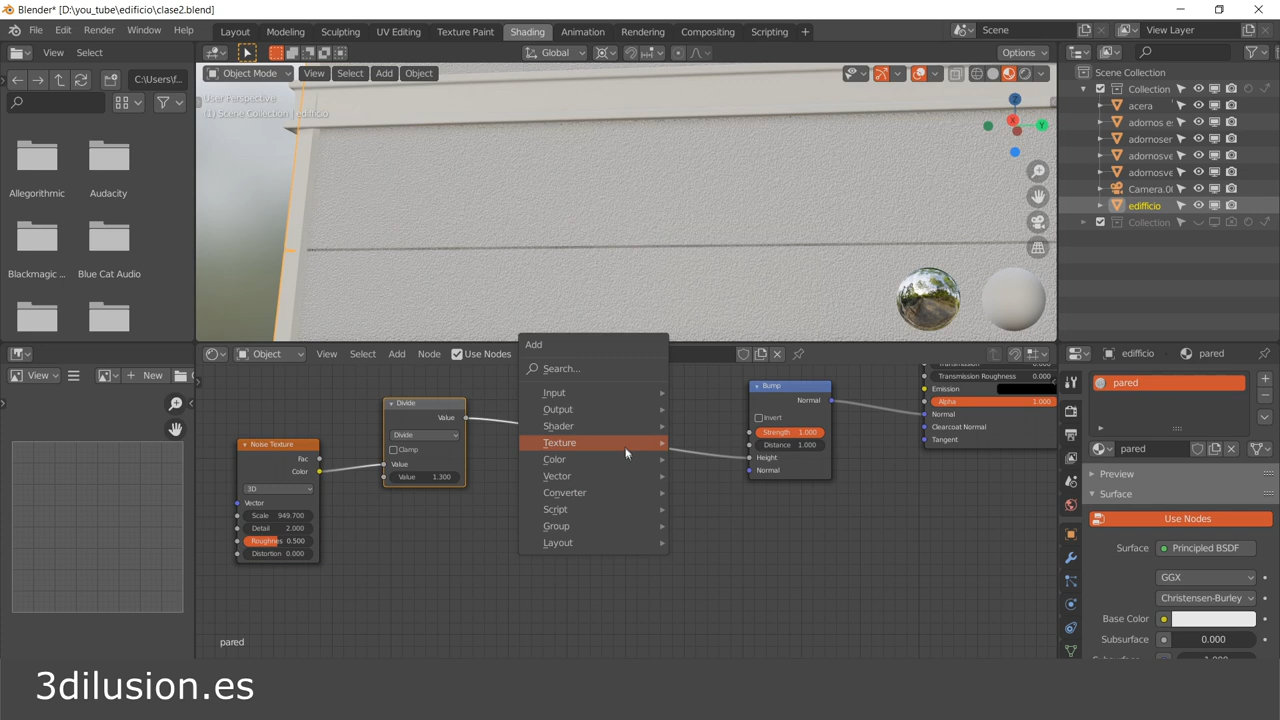 Blender* [D:\you_tube\edificio\clase2.blend]
File Edit Render Window Help
Layout Modeling Sculpting UV Editing Texture Paint Shading Animation Rendering Compositing Scripting +
Scene
View Layer
View Select
Global
Options
C:\Users\f...
Object Mode View Select Add Object
User Perspective
(1) Scene Collection | edificio
Allegorithmic Audacity
Blackmagic ... Blue Cat Audio
Scene Collection
Collection
acera
adornos e
adornoser
adornosve
adornosve
Camera.0
edifficio
Collection
Z
X
Y
View + New
Object View Select Add Node Use Nodes
Add
Search...
Input
Output
Shader
Texture
Color
Vector
Converter
Script
Group
Layout
Noise Texture
Fac
Color
3D
Vector
Scale 949.700
Detail 2.000
Roughnes 0.500
Distortion 0.000
Divide
Value
Divide
Clamp
Value
Value 1.300
Bump
Normal
Invert
Strength 1.000
Distance 1.000
Height
Normal
Transmission Roughness 0.000
Emission
Alpha 1.000
Normal
Clearcoat Normal
Tangent
pared
edificio pared
pared
pared
Preview
Surface
Use Nodes
Surface Principled BSDF
GGX
Christensen-Burley
Base Color
Subsurface 0.000
3dilusion.es